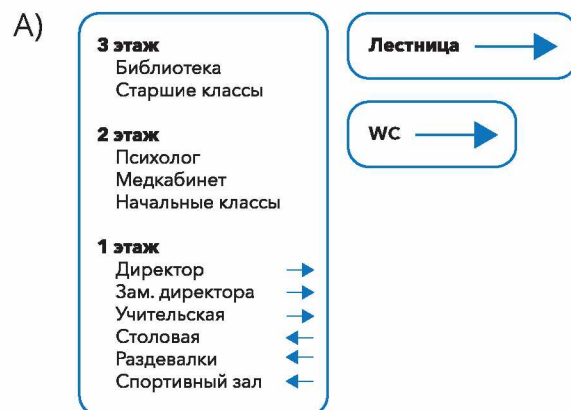 А)
3 этаж
Библиотека
Старшие классы
2 этаж
Психолог
Медкабинет
Начальные классы
1 этаж
Директор
Зам. директора
Учительская
Столовая
Раздевалки
Спортивный зал
Лестница
WC